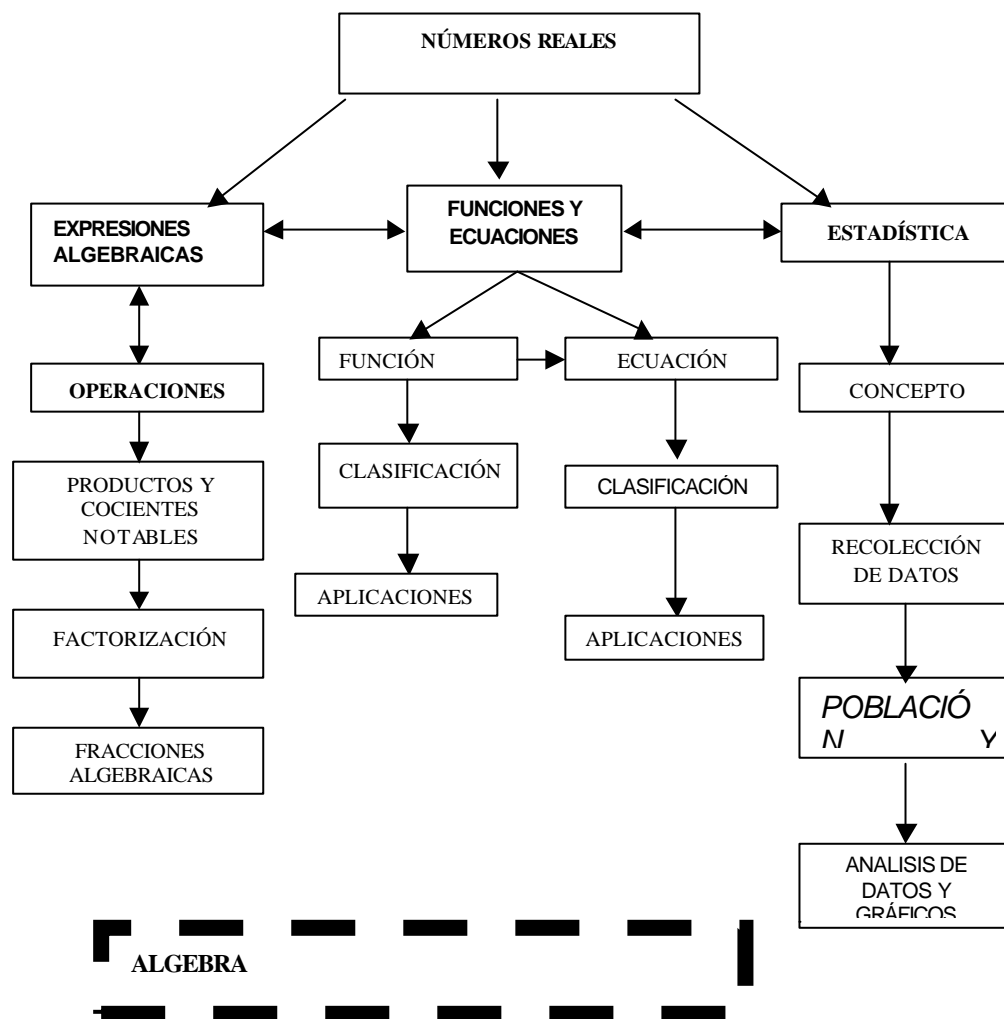 NÚMEROS REALES
EXPRESIONES
ALGEBRAICAS
FUNCIONES Y
ECUACIONES
ESTADÍSTICA
FUNCIÓN
ECUACIÓN
OPERACIONES
CONCEPTO
CLASIFICACIÓN
CLASIFICACIÓN
PRODUCTOS Y
COCIENTES
NOTABLES
RECOLECCIÓN
DE DATOS
APLICACIONES
APLICACIONES
FACTORIZACIÓN
POBLACIÓ
N Y
FRACCIONES
ALGEBRAICAS
ANALISIS DE
DATOS Y
GRÁFICOS
ALGEBRA